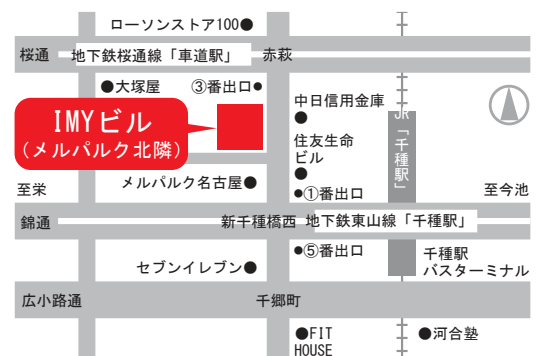 ローソンストア100●
桜通 地下鉄桜通線「車道駅」 赤萩
●大塚屋 ③番出口●
中日信用金庫
●
IMYビル
(メルパルク北隣)
住友生命
ビル
●
JR「千種駅」
メルパルク名古屋●
●①番出口
至栄
至今池
錦通 新千種橋西 地下鉄東山線「千種駅」
●⑤番出口
千種駅
バスターミナル
セブンイレブン●
広小路通 千郷町
●FIT
HOUSE
●河合塾